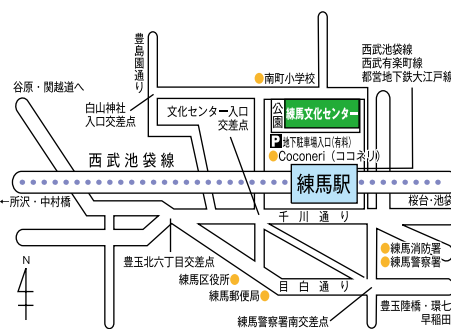 豊島園通り
西武池袋線
西武有楽町線
都営地下鉄大江戸線
南町小学校
谷原・関越道へ
白山神社
入口交差点
文化センター入口
交差点
公園
練馬文化センター
P 地下駐車場入口(有料)
Coconeri(ココネリ)
西武池袋線
練馬駅
←所沢・中村橋
桜台・池袋
千川通り
豊玉北六丁目交差点
練馬消防署
練馬警察署
N
練馬区役所
練馬郵便局
目白通り
練馬警察署南交差点
豊玉陸橋・環七
早稲田